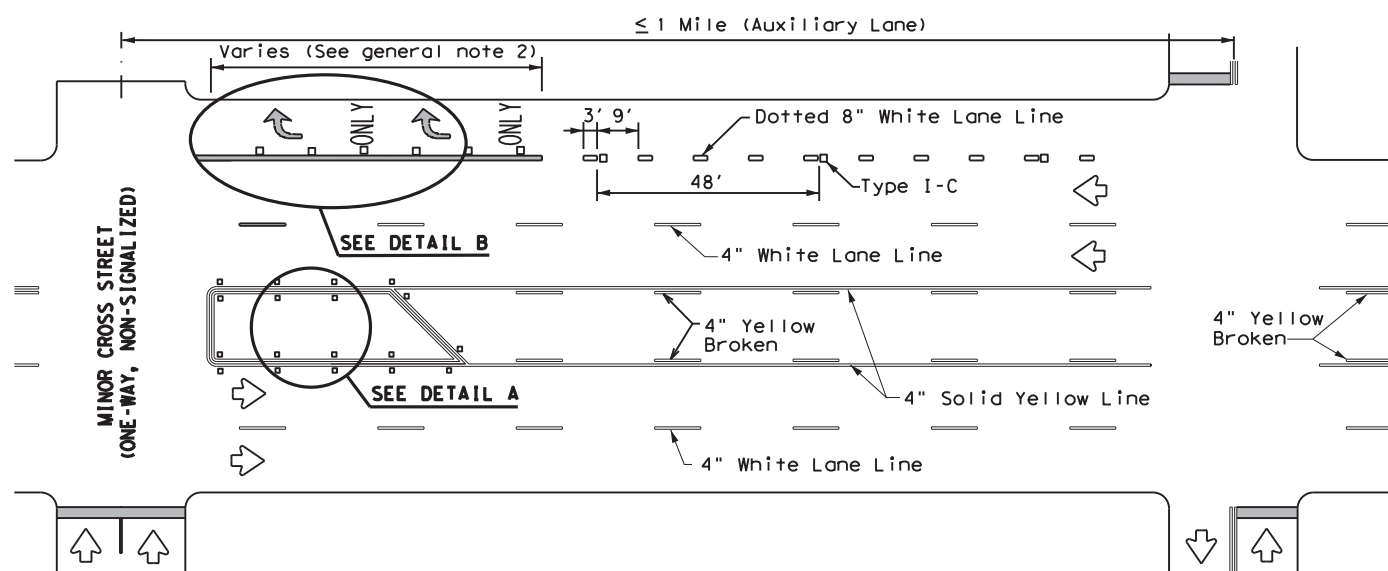 ≤ 1 Mile (Auxiliary Lane)
Varies (See general note 2)
ONLY
ONLY
3' 9'
Dotted 8" White Lane Line
48'
Type I-C
SEE DETAIL B
4" White Lane Line
MINOR CROSS STREET
(ONE-WAY, NON-SIGNALIZED)
4" Yellow
Broken
4" Yellow
Broken
SEE DETAIL A
4" Solid Yellow Line
4" White Lane Line